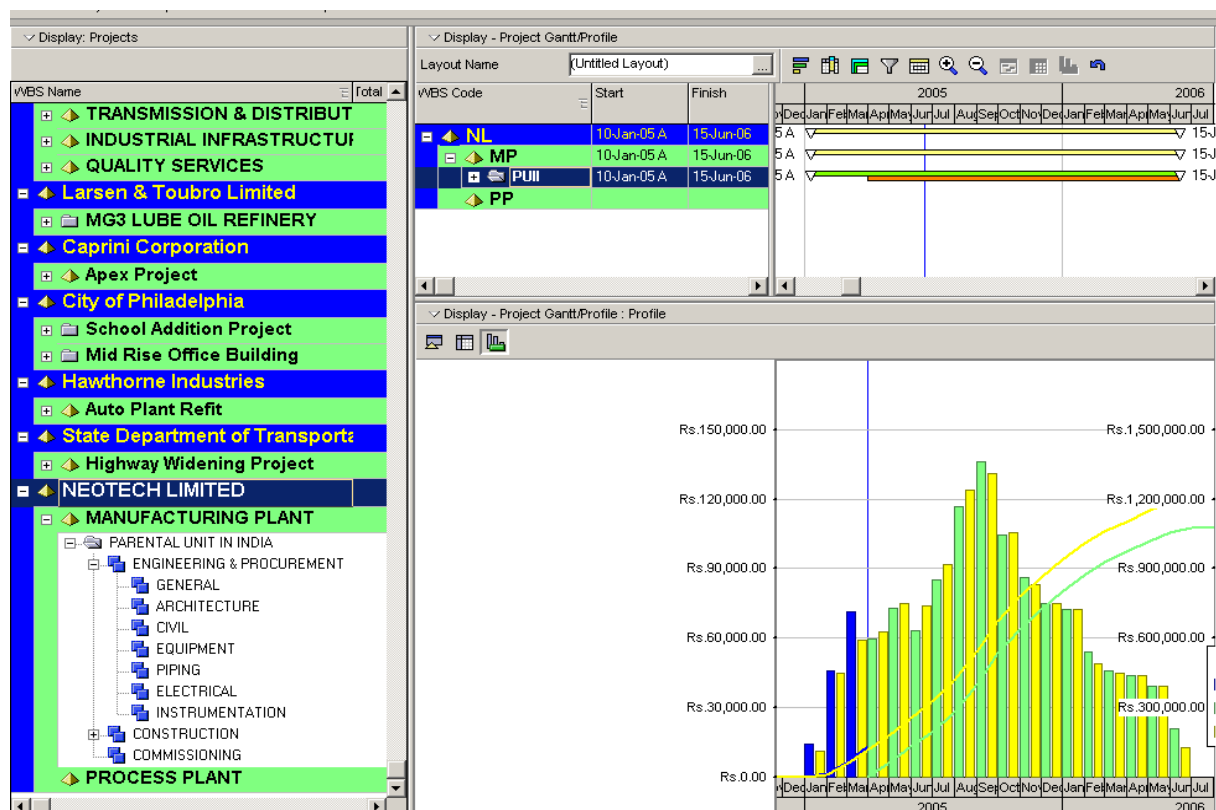 Display: Projects
WBS Name Total
TRANSMISSION & DISTRIBUT
INDUSTRIAL INFRASTRUCTUR
QUALITY SERVICES
Larsen & Toubro Limited
MG3 LUBE OIL REFINERY
Caprini Corporation
Apex Project
City of Philadelphia
School Addition Project
Mid Rise Office Building
Hawthorne Industries
Auto Plant Refit
State Department of Transporta
Highway Widening Project
NEOTECH LIMITED
MANUFACTURING PLANT
PARENTAL UNIT IN INDIA
ENGINEERING & PROCUREMENT
GENERAL
ARCHITECTURE
CIVIL
EQUIPMENT
PIPING
ELECTRICAL
INSTRUMENTATION
CONSTRUCTION
COMMISSIONING
PROCESS PLANT
Display - Project Gantt/Profile
Layout Name (Untitled Layout) ...
WBS Code Start Finish
NL 10-Jan-05 A 15-Jun-06
MP 10-Jan-05 A 15-Jun-06
PUII 10-Jan-05 A 15-Jun-06
PP
2005 2006
Dec Jan Feb Mar Apr May Jun Jul Aug Sep Oct Nov Dec Jan Feb Mar Apr May Jun Jul
5 A 15-J
5 A 15-J
5 A 15-J
Display - Project Gantt/Profile : Profile
Rs.150,000.00 Rs.1,500,000.00
Rs.120,000.00 Rs.1,200,000.00
Rs.90,000.00 Rs.900,000.00
Rs.60,000.00 Rs.600,000.00
Rs.30,000.00 Rs.300,000.00
Rs.0.00
Dec Jan Feb Mar Apr May Jun Jul Aug Sep Oct Nov Dec Jan Feb Mar Apr May Jun Jul
2005 2006